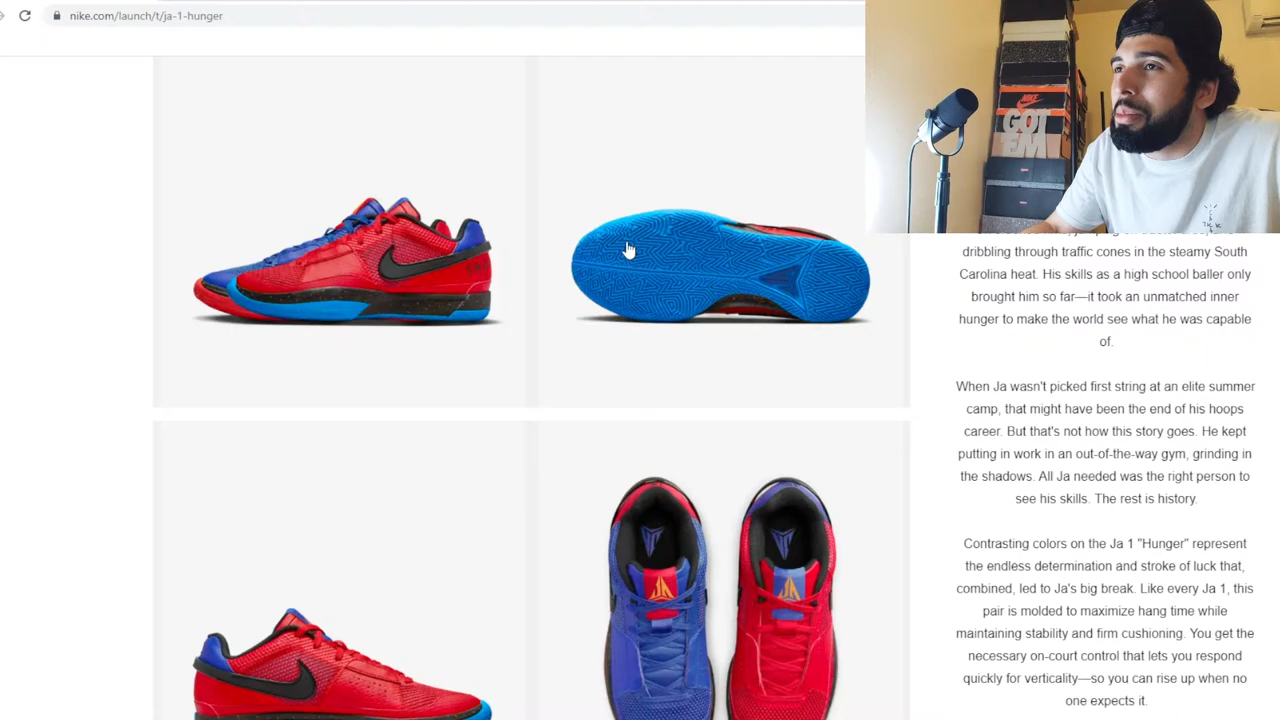 nike.com/launch/t/ja-1-hunger
NIKE
GOT
'EM
dribbling through traffic cones in the steamy South
Carolina heat. His skills as a high school baller only
brought him so far—it took an unmatched inner
hunger to make the world see what he was capable
of.
When Ja wasn't picked first string at an elite summer
camp, that might have been the end of his hoops
career. But that's not how this story goes. He kept
putting in work in an out-of-the-way gym, grinding in
the shadows. All Ja needed was the right person to
see his skills. The rest is history.
Contrasting colors on the Ja 1 "Hunger" represent
the endless determination and stroke of luck that,
combined, led to Ja's big break. Like every Ja 1, this
pair is molded to maximize hang time while
maintaining stability and firm cushioning. You get the
necessary on-court control that lets you respond
quickly for verticality—so you can rise up when no
one expects it.
JA
JA